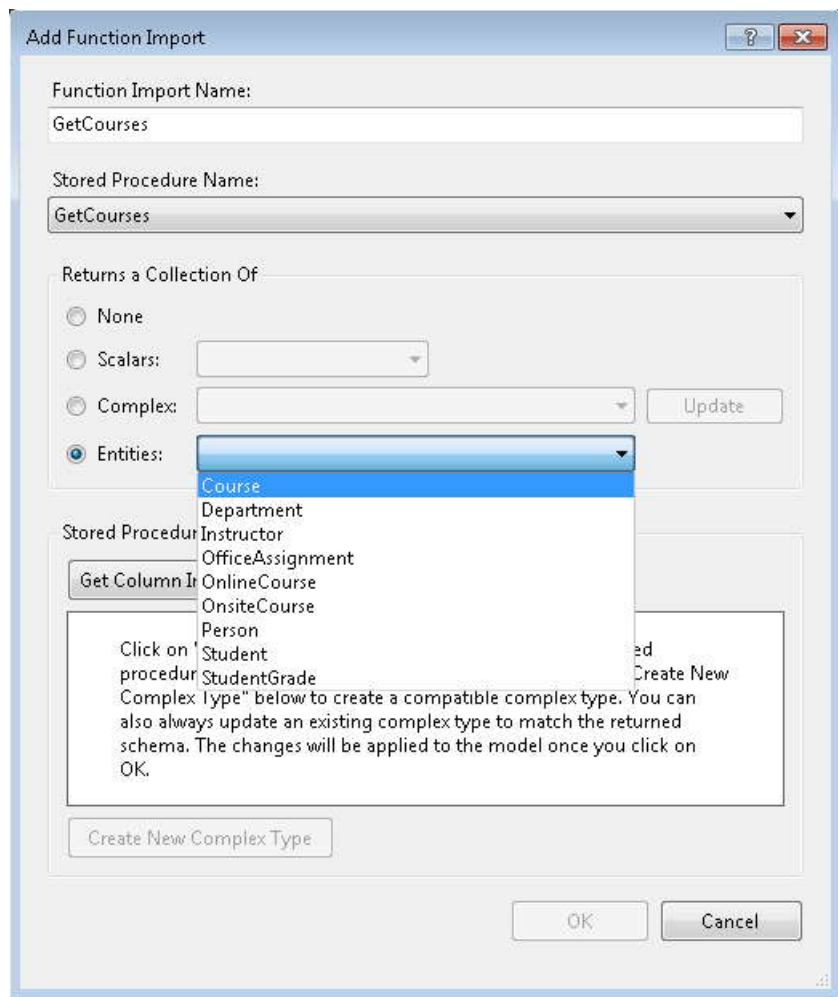 Add Function Import
Function Import Name:
GetCourses
Stored Procedure Name:
GetCourses
Returns a Collection Of
None
Scalars:
Complex:
Update
Entities:
Course
Department
Instructor
OfficeAssignment
OnlineCourse
OnsiteCourse
Person
Student
StudentGrade
Stored Procedur
Get Column I
Click on ed
procedur Create New
Complex Type" below to create a compatible complex type. You can
also always update an existing complex type to match the returned
schema. The changes will be applied to the model once you click on
OK.
Create New Complex Type
OK
Cancel